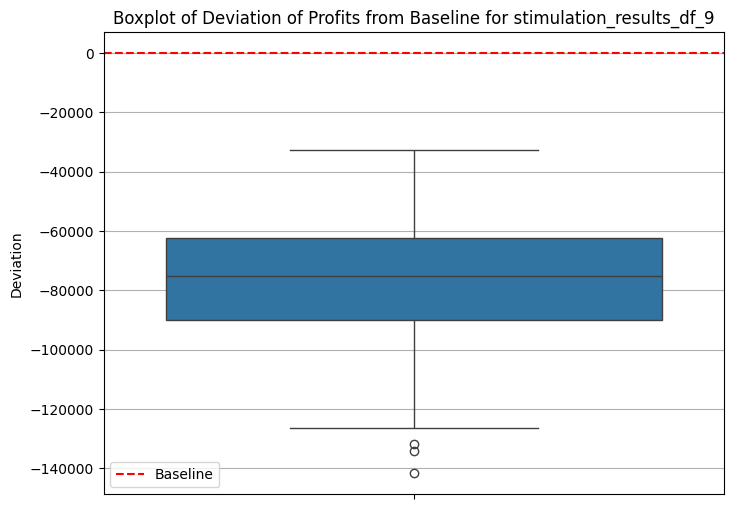 Boxplot of Deviation of Profits from Baseline for stimulation_results_df_9
0
−20000
−40000
−60000
−80000
−100000
−120000
−140000
Deviation
Baseline